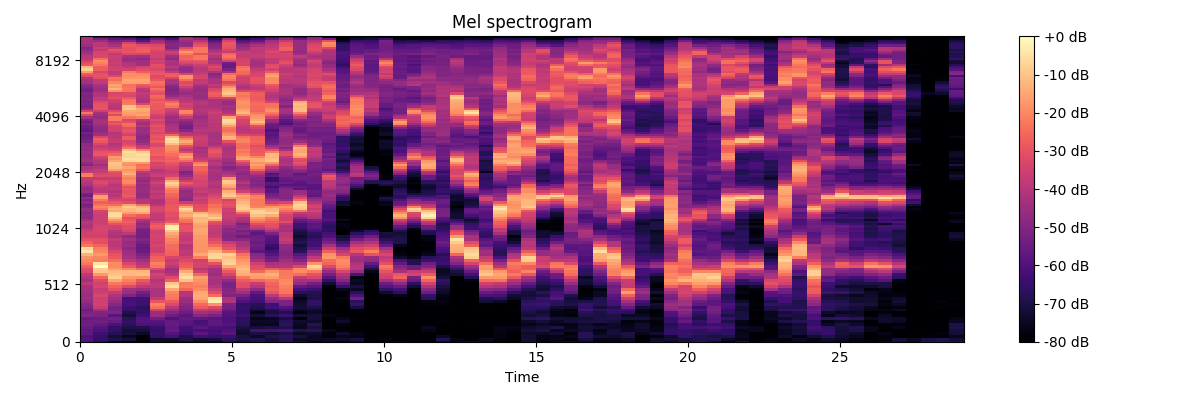 Mel spectrogram
8192
4096
2048
1024
512
0
Hz
0 5 10 15 20 25
Time
+0 dB
-10 dB
-20 dB
-30 dB
-40 dB
-50 dB
-60 dB
-70 dB
-80 dB